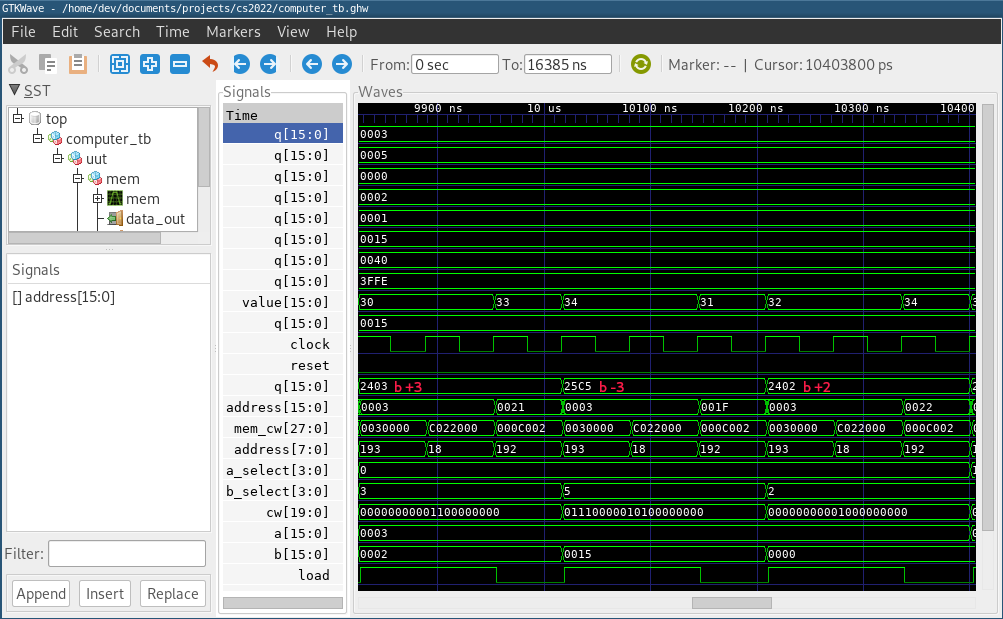 GTKWave - /home/dev/documents/projects/cs2022/computer_tb.ghw
File Edit Search Time Markers View Help
From: 0 sec To: 16385 ns Marker: -- | Cursor: 10403800 ps
SST
top
computer_tb
uut
mem
mem
data_out
Signals
[] address[15:0]
Filter:
Append Insert Replace
Signals
Time
q[15:0]
q[15:0]
q[15:0]
q[15:0]
q[15:0]
q[15:0]
q[15:0]
q[15:0]
value[15:0]
q[15:0]
clock
reset
q[15:0]
address[15:0]
mem_cw[27:0]
address[7:0]
a_select[3:0]
b_select[3:0]
cw[19:0]
a[15:0]
b[15:0]
load
Waves
9900 ns 10 us 10100 ns 10200 ns 10300 ns 10400
0003
0005
0000
0002
0001
0015
0040
3FFE
30 33 34 31 32 34
0015
2403 b+3 25C5 b-3 2402 b+2
0003 0021 0003 001F 0003 0022
0030000 C022000 000C002 0030000 C022000 000C002 0030000 C022000 000C002
193 18 192 193 18 192 193 18 192
0
3 5 2
00000000001100000000 01110000010100000000 00000000001000000000
0003
0002 0015 0000